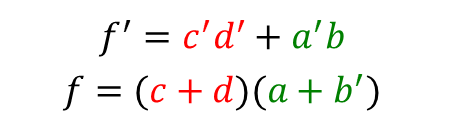 f′ = c′d′ + a′b
f = (c + d)(a + b′)